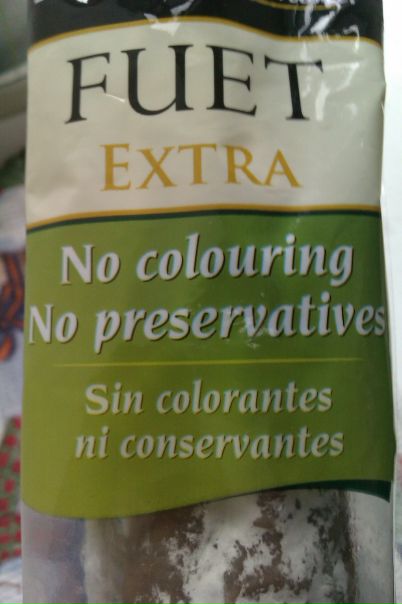 FUET
EXTRA
No colouring
No preservatives
Sin colorantes
ni conservantes